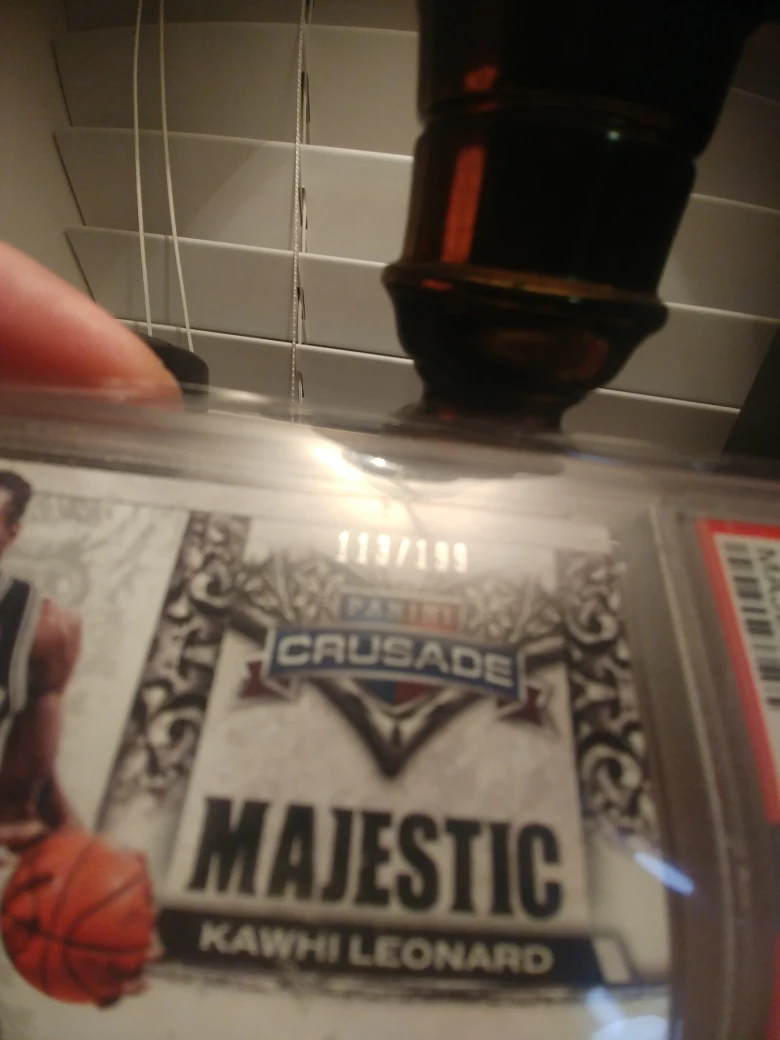 113/199
PANINI
CRUSADE
MAJESTIC
KAWHI LEONARD